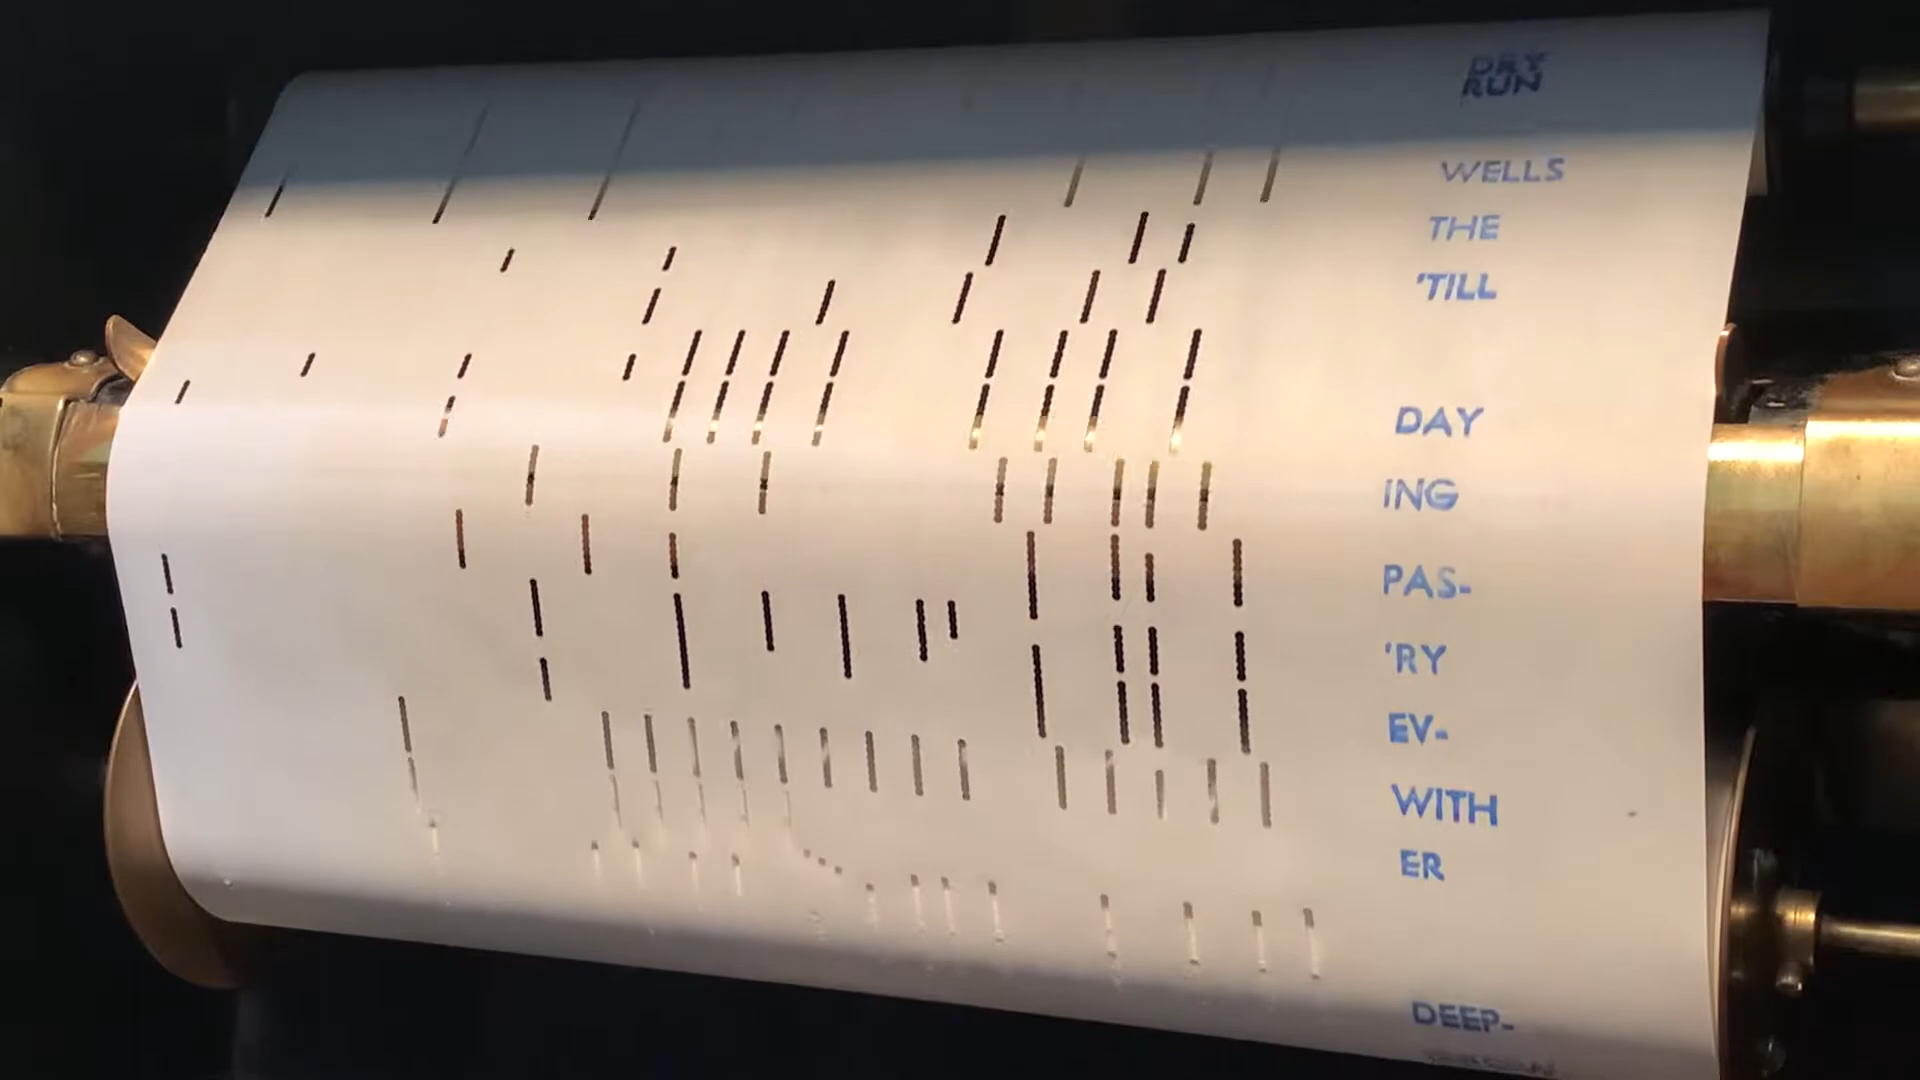 DRY
RUN
WELLS
THE
'TILL
DAY
ING
PAS-
'RY
EV-
WITH
ER
DEEP-